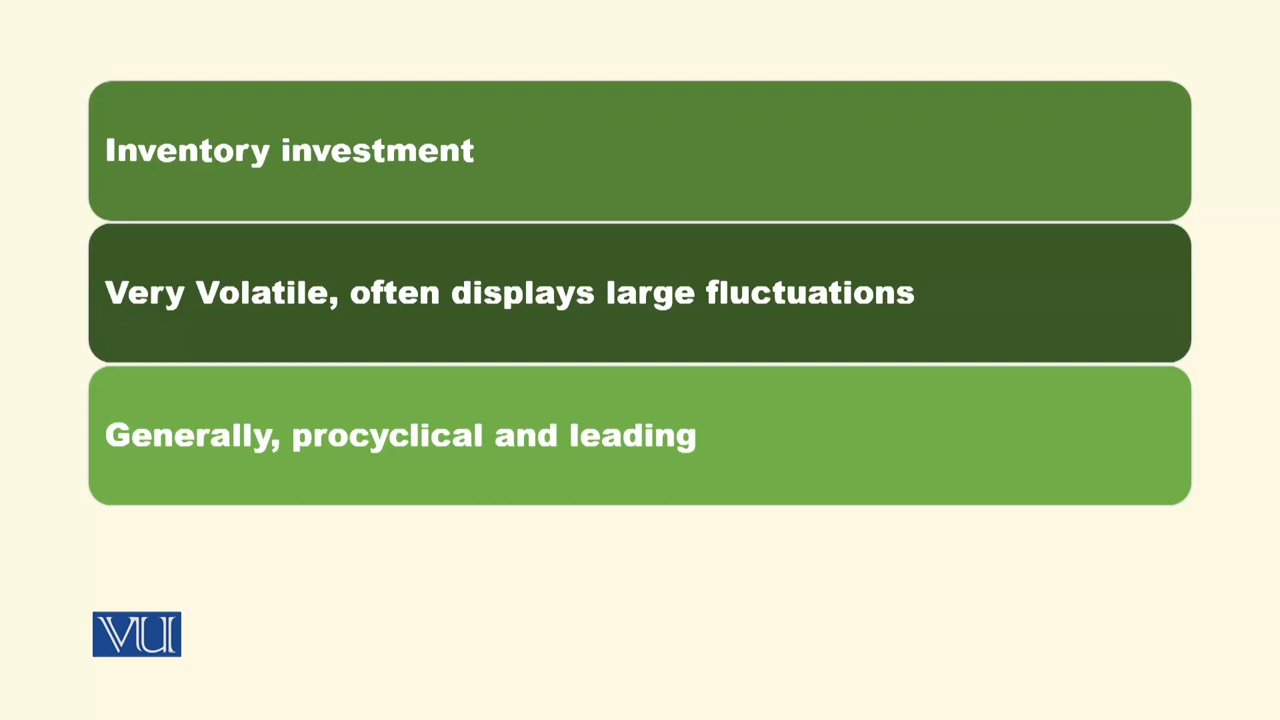 Inventory investment
Very Volatile, often displays large fluctuations
Generally, procyclical and leading
VU